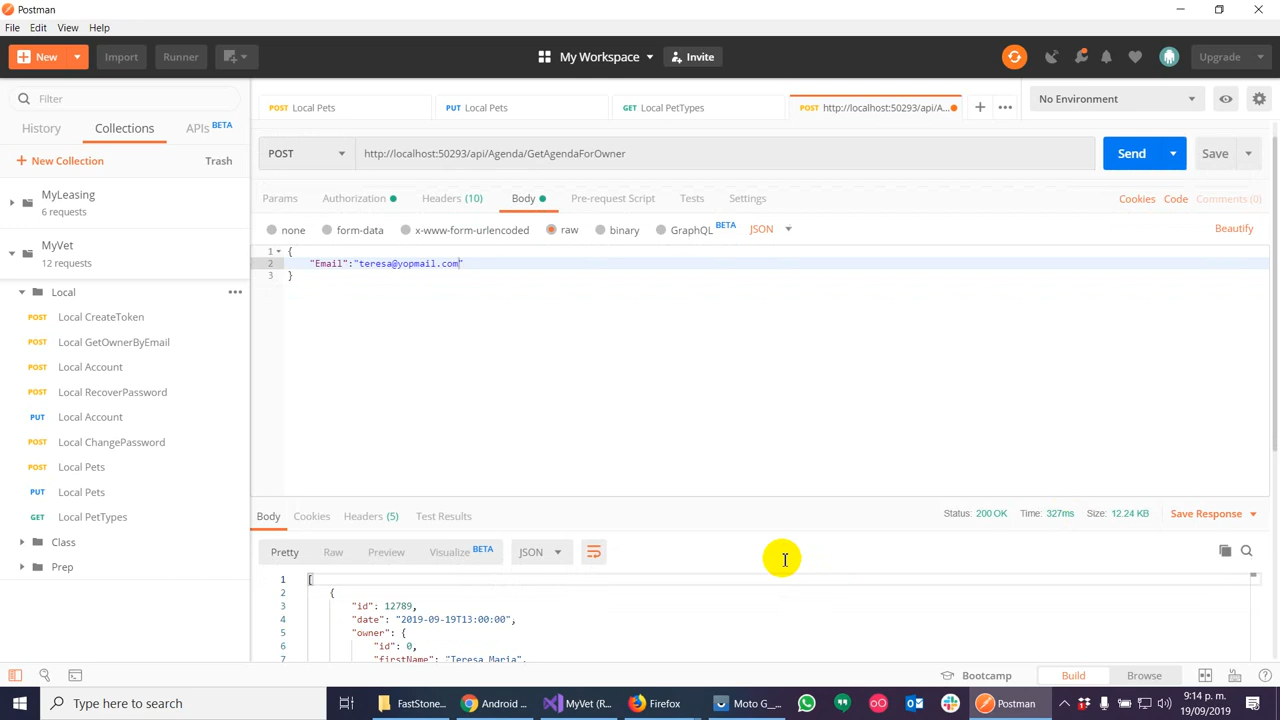 Postman
File Edit View Help
New Import Runner My Workspace Invite Upgrade
Filter
History Collections APIs BETA
New Collection Trash
MyLeasing
6 requests
MyVet
12 requests
Local
POST Local CreateToken
POST Local GetOwnerByEmail
POST Local Account
POST Local RecoverPassword
PUT Local Account
POST Local ChangePassword
POST Local Pets
PUT Local Pets
GET Local PetTypes
Class
Prep
POST Local Pets PUT Local Pets GET Local PetTypes POST http://localhost:50293/api/A... No Environment
POST http://localhost:50293/api/Agenda/GetAgendaForOwner Send Save
Params Authorization Headers (10) Body Pre-request Script Tests Settings Cookies Code Comments (0)
none form-data x-www-form-urlencoded raw binary GraphQL BETA JSON Beautify
1 {
2 "Email":"teresa@yopmail.com"
3 }
Body Cookies Headers (5) Test Results Status: 200 OK Time: 327ms Size: 12.24 KB Save Response
Pretty Raw Preview Visualize BETA JSON
1 [
2 {
3 "id": 12789,
4 "date": "2019-09-19T13:00:00",
5 "owner": {
6 "id": 0,
7 "firstName": "Teresa Maria",
Bootcamp Build Browse
Type here to search FastStone... Android ... MyVet (R... Firefox Moto G_... Postman 9:14 p. m.
19/09/2019